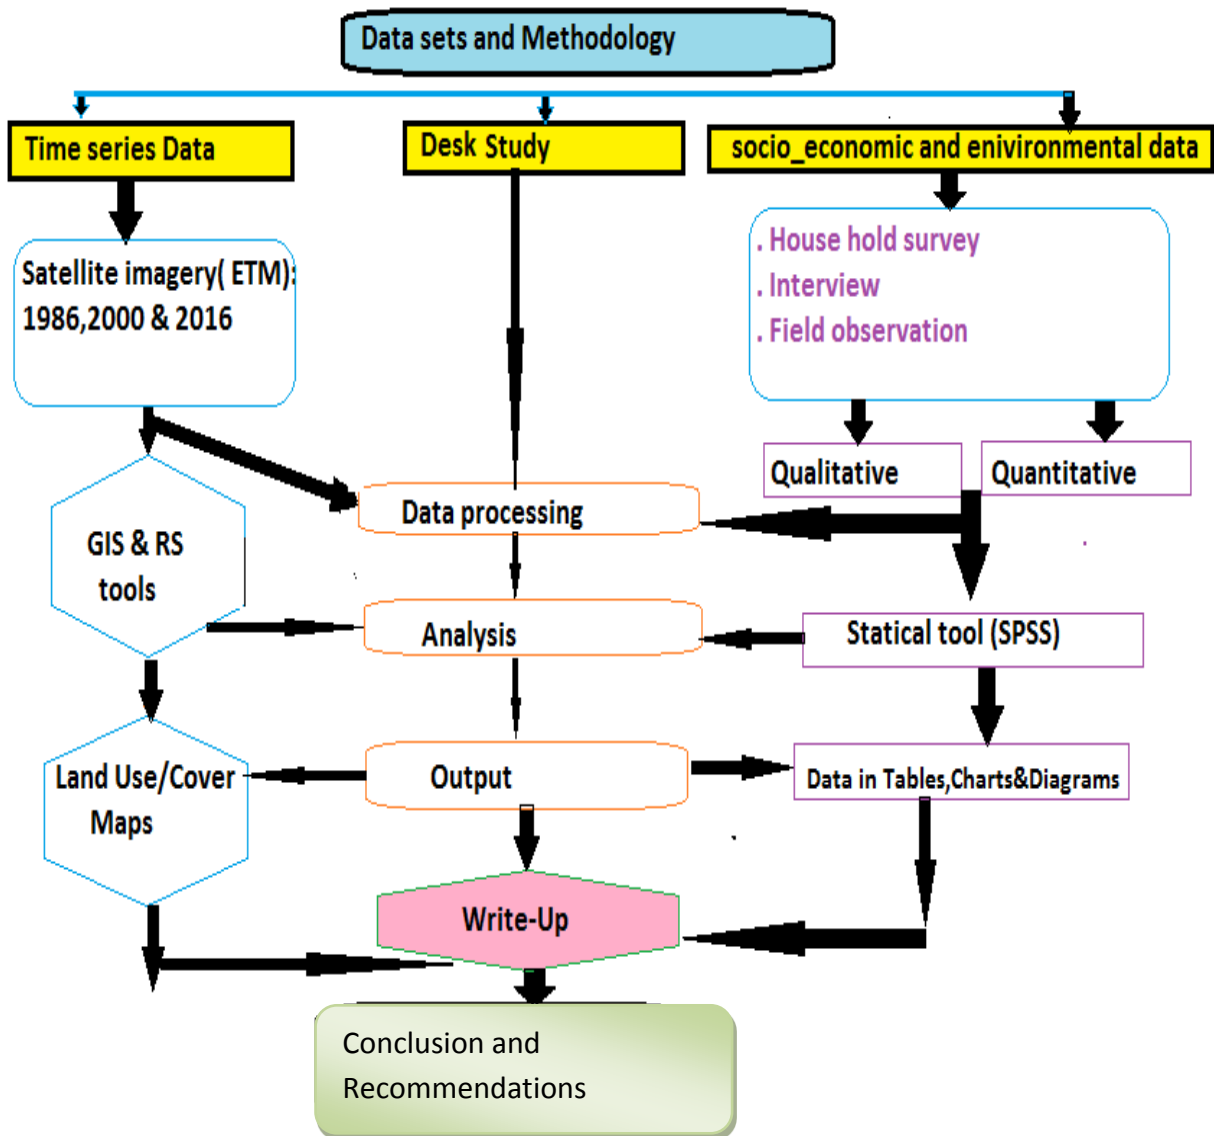 Data sets and Methodology
Time series Data
Desk Study
socio_economic and enivironmental data
Satellite imagery( ETM):
1986,2000 & 2016
. House hold survey
. Interview
. Field observation
Qualitative
Quantitative
Data processing
GIS & RS
tools
Analysis
Statical tool (SPSS)
Land Use/Cover
Maps
Output
Data in Tables,Charts&Diagrams
Write-Up
Conclusion and
Recommendations